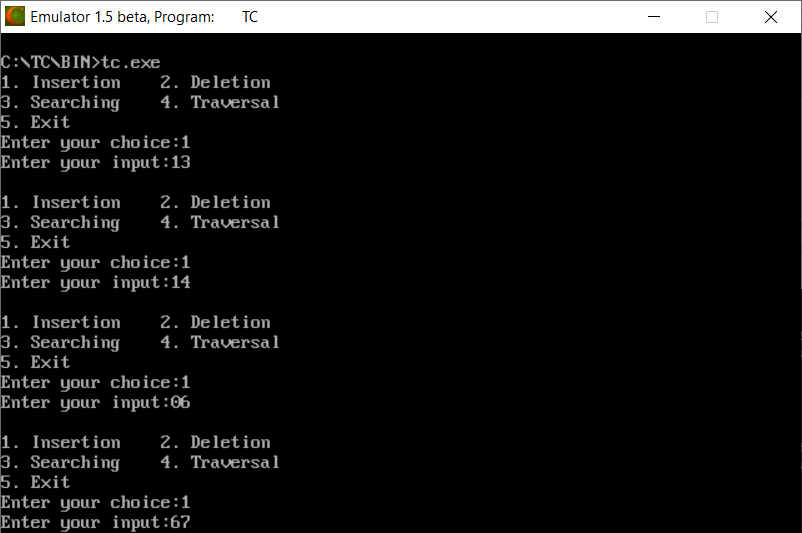 Emulator 1.5 beta, Program: TC
C:\TC\BIN>tc.exe
1. Insertion 2. Deletion
3. Searching 4. Traversal
5. Exit
Enter your choice:1
Enter your input:13
1. Insertion 2. Deletion
3. Searching 4. Traversal
5. Exit
Enter your choice:1
Enter your input:14
1. Insertion 2. Deletion
3. Searching 4. Traversal
5. Exit
Enter your choice:1
Enter your input:06
1. Insertion 2. Deletion
3. Searching 4. Traversal
5. Exit
Enter your choice:1
Enter your input:67